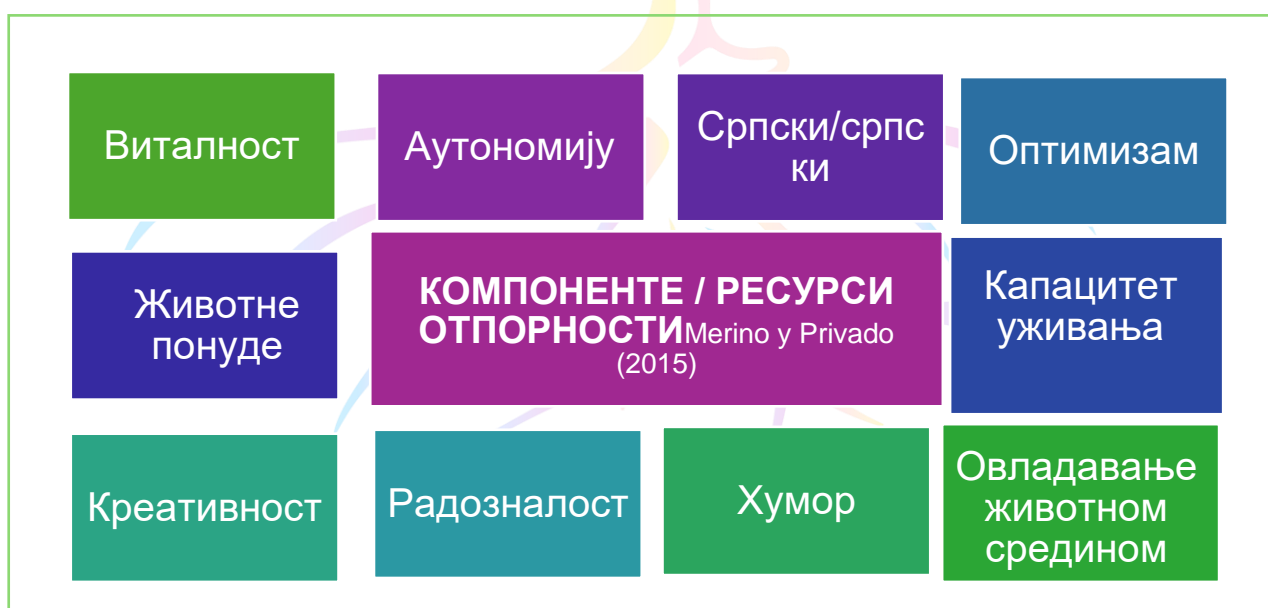 Виталност
Аутономију
Српски/српс
ки
Оптимизам
Животне
понуде
КОМПОНЕНТЕ / РЕСУРСИ
ОТПОРНОСТИMerino y Privado
(2015)
Капацитет
уживања
Креативност
Радозналост
Хумор
Овладавање
животном
средином